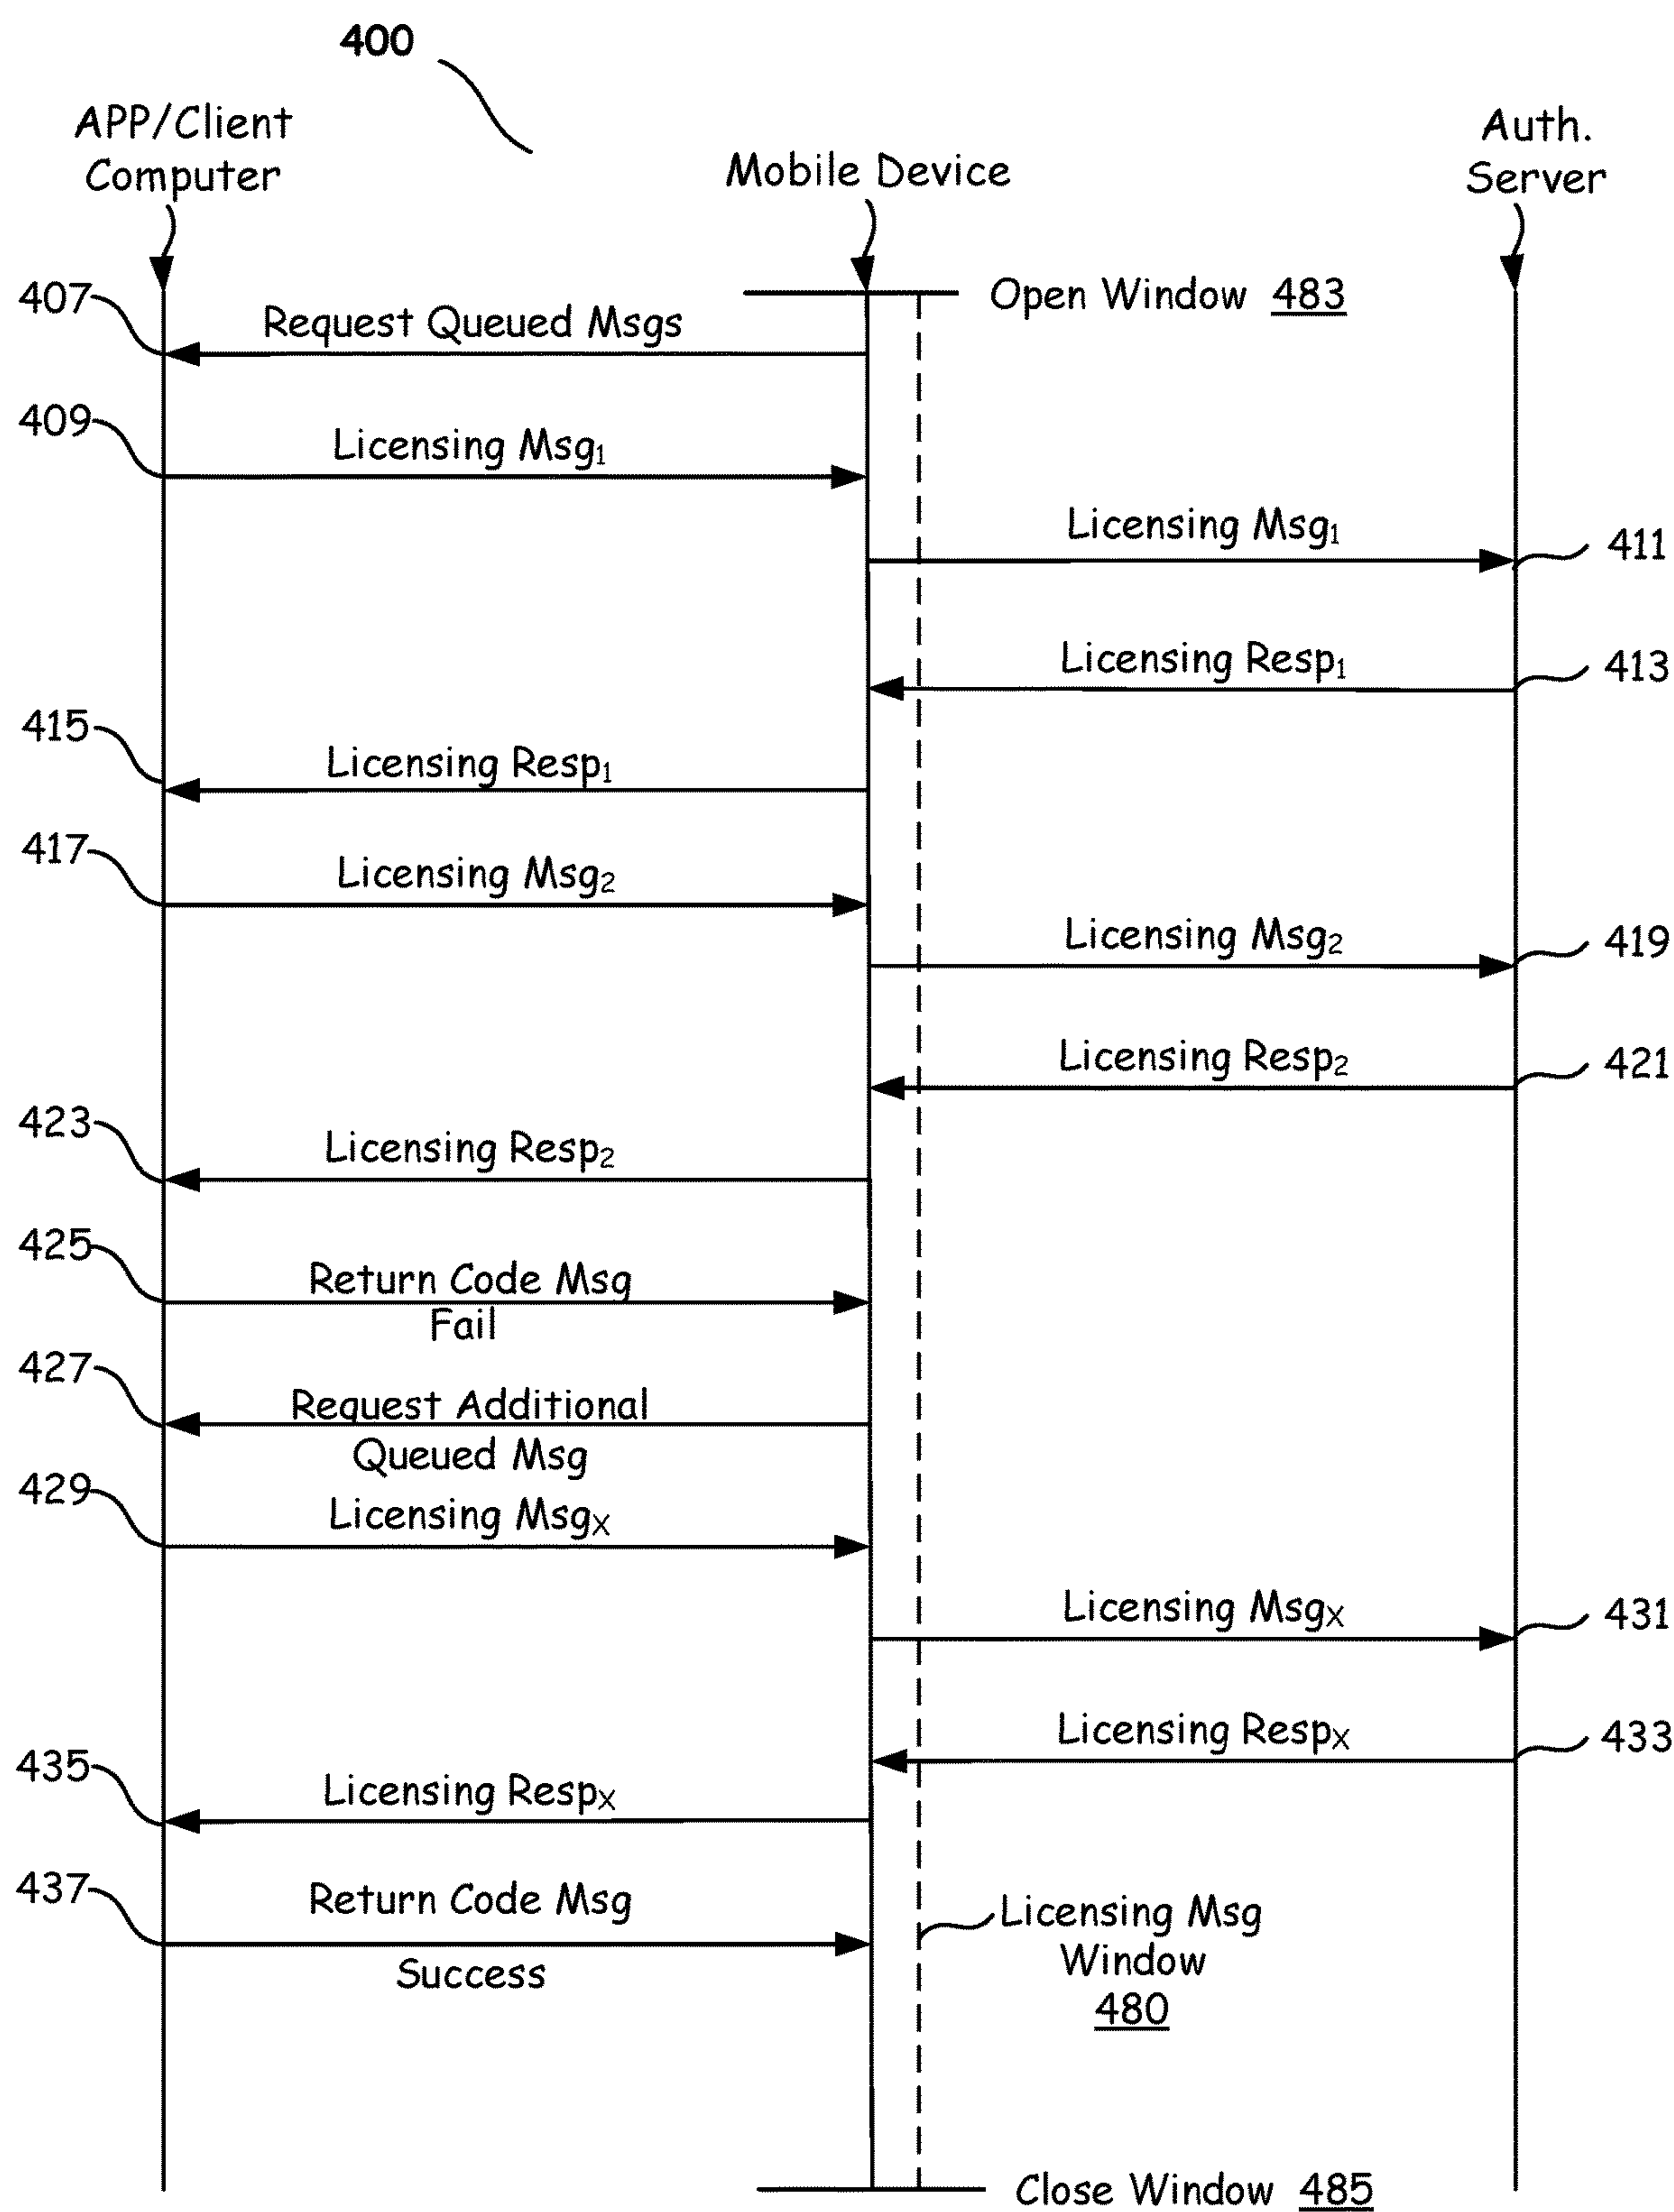 400
APP/Client
Computer
Mobile Device
Auth.
Server
Open Window 483
407
Request Queued Msgs
409
Licensing Msg1
Licensing Msg1
411
Licensing Resp1
413
415
Licensing Resp1
417
Licensing Msg2
Licensing Msg2
419
Licensing Resp2
421
423
Licensing Resp2
425
Return Code Msg
Fail
427
Request Additional
Queued Msg
429
Licensing MsgX
Licensing MsgX
431
Licensing RespX
433
435
Licensing RespX
437
Return Code Msg
Success
Licensing Msg
Window
480
Close Window 485